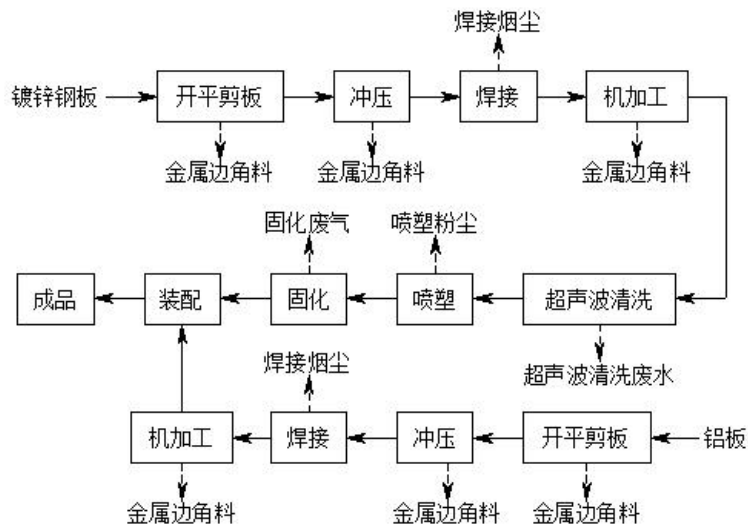 焊接烟尘
镀锌钢板
开平剪板
冲压
焊接
机加工
金属边角料
金属边角料
金属边角料
固化废气
喷塑粉尘
成品
装配
固化
喷塑
超声波清洗
焊接烟尘
超声波清洗废水
机加工
焊接
冲压
开平剪板
铝板
金属边角料
金属边角料
金属边角料